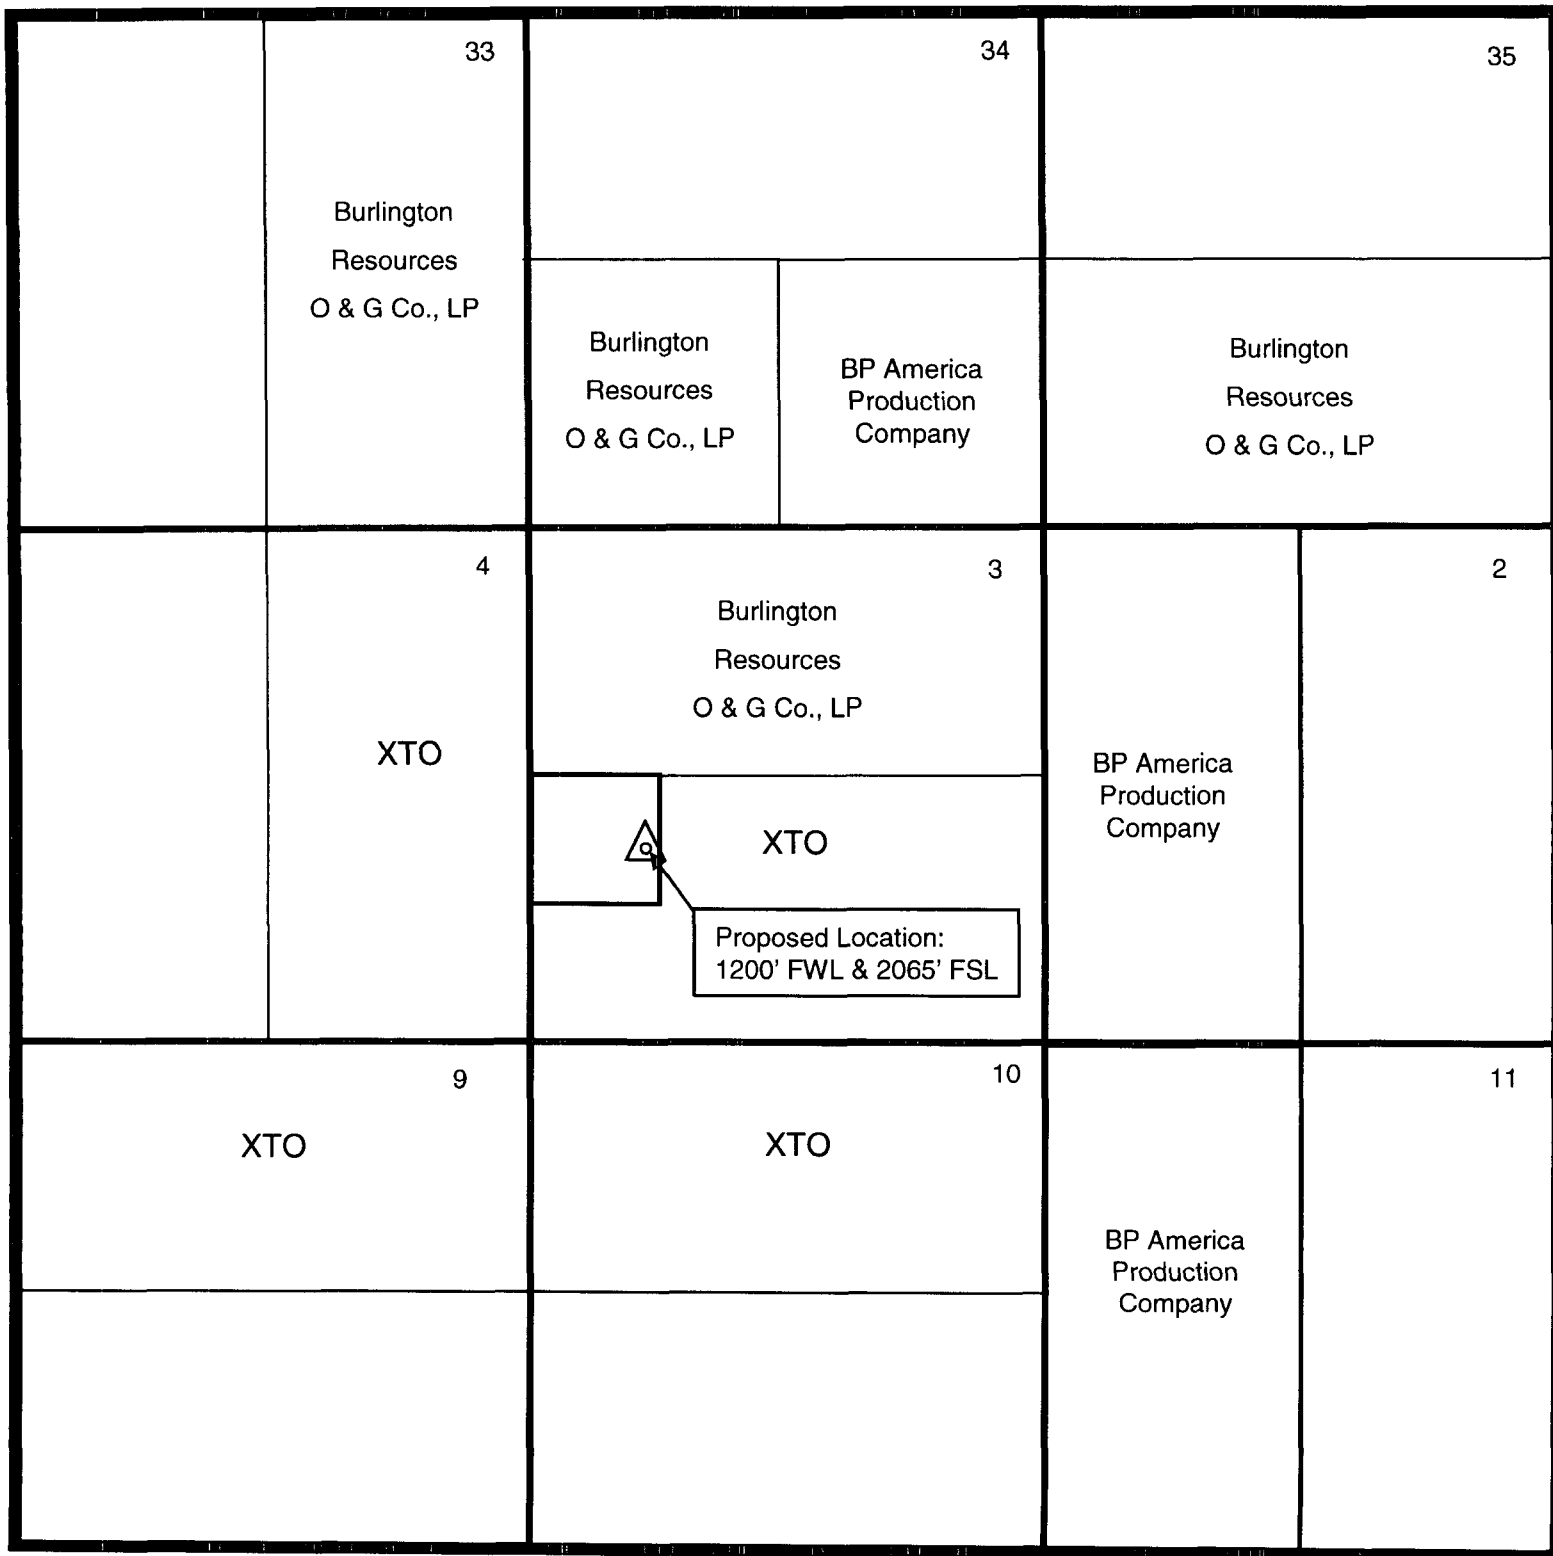 33
34
35
Burlington
Resources
O & G Co., LP
Burlington
Resources
O & G Co., LP
BP America
Production
Company
Burlington
Resources
O & G Co., LP
4
3
2
Burlington
Resources
O & G Co., LP
XTO
XTO
BP America
Production
Company
Proposed Location:
1200' FWL & 2065' FSL
9
10
11
XTO
XTO
BP America
Production
Company